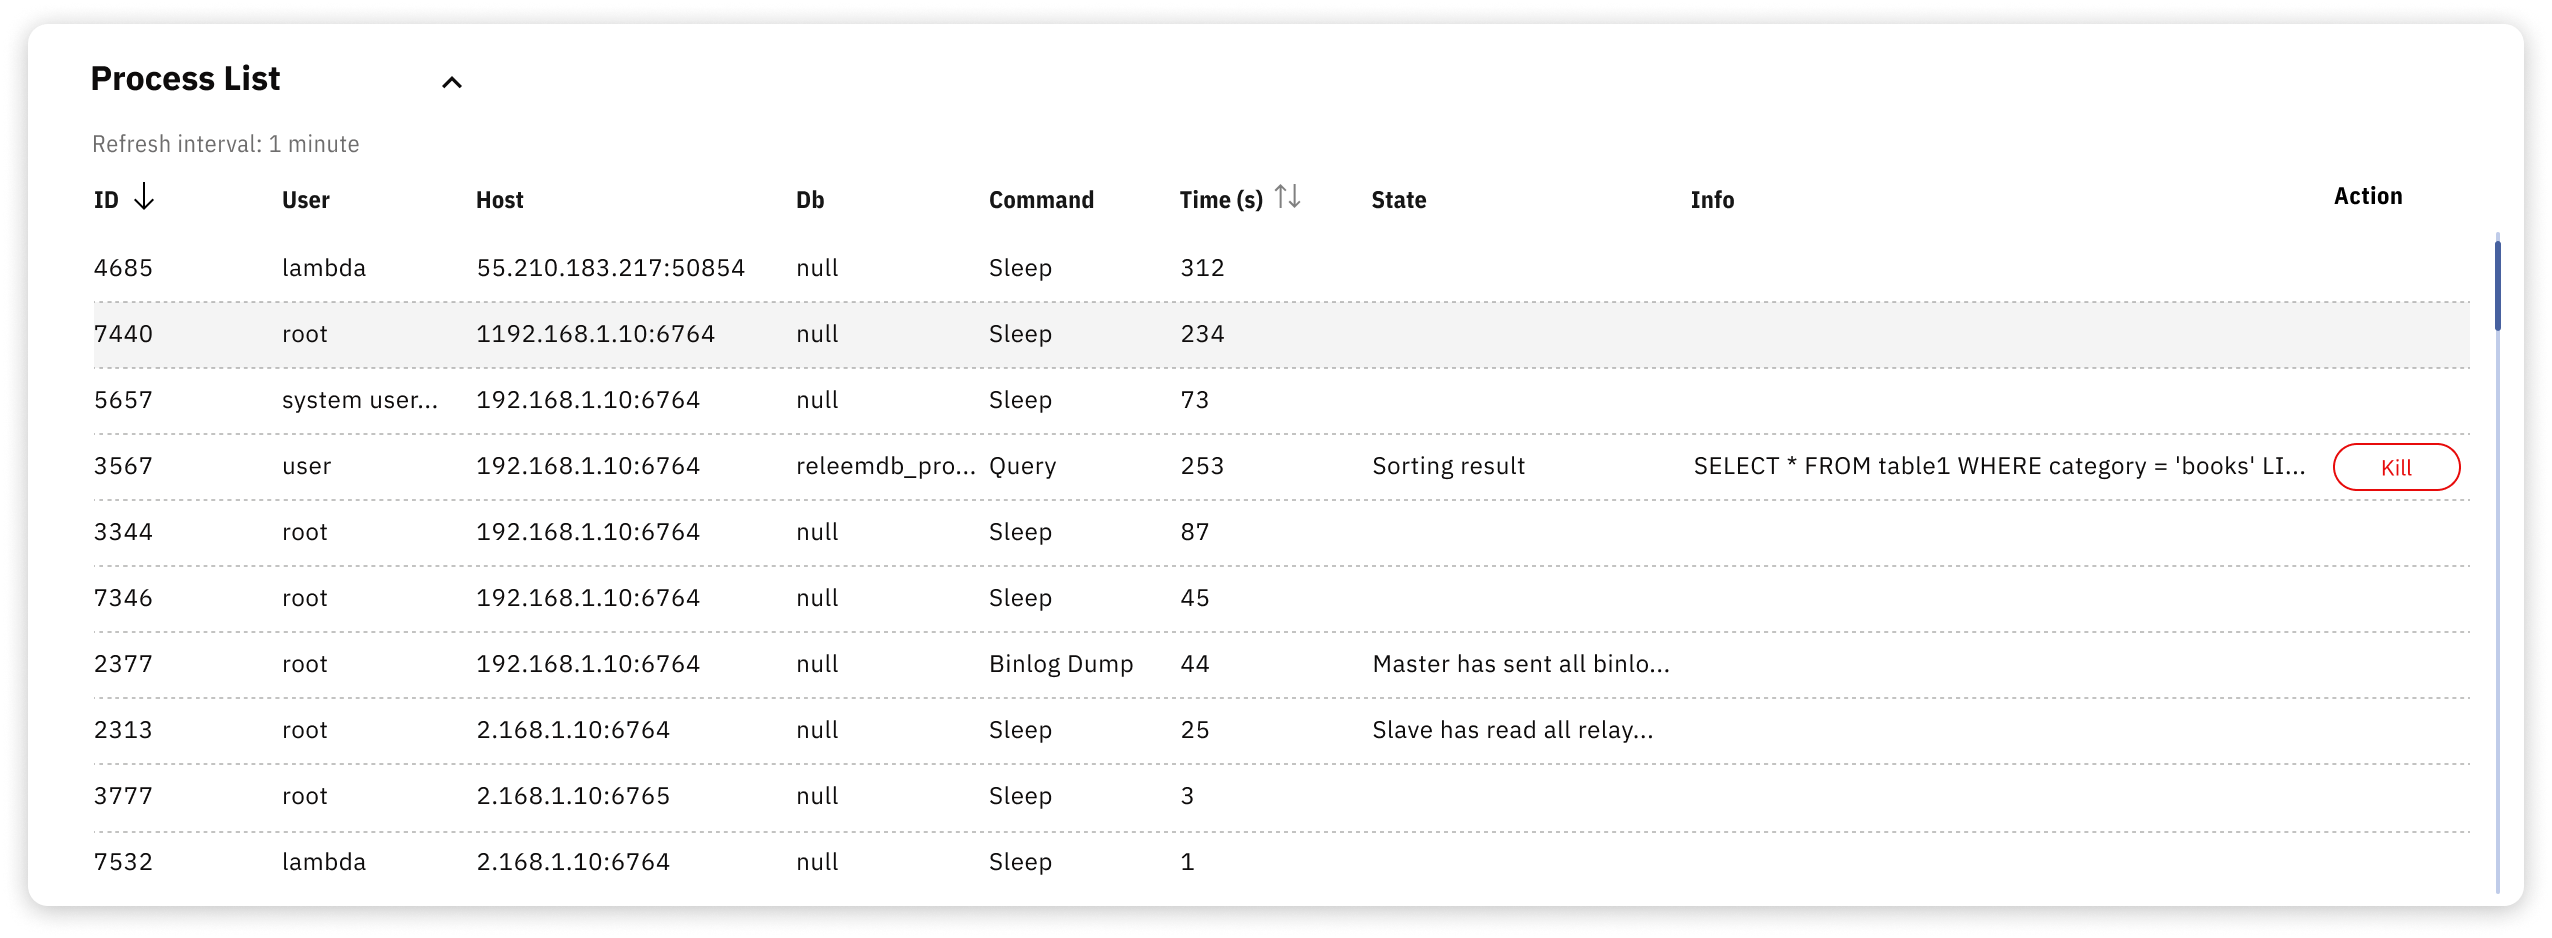 Process List
Refresh interval: 1 minute
ID User Host Db Command Time (s) State Info Action
4685 lambda 55.210.183.217:50854 null Sleep 312
7440 root 1192.168.1.10:6764 null Sleep 234
5657 system user... 192.168.1.10:6764 null Sleep 73
3567 user 192.168.1.10:6764 releemdb_pro... Query 253 Sorting result SELECT * FROM table1 WHERE category = 'books' LI... Kill
3344 root 192.168.1.10:6764 null Sleep 87
7346 root 192.168.1.10:6764 null Sleep 45
2377 root 192.168.1.10:6764 null Binlog Dump 44 Master has sent all binlo...
2313 root 2.168.1.10:6764 null Sleep 25 Slave has read all relay...
3777 root 2.168.1.10:6765 null Sleep 3
7532 lambda 2.168.1.10:6764 null Sleep 1